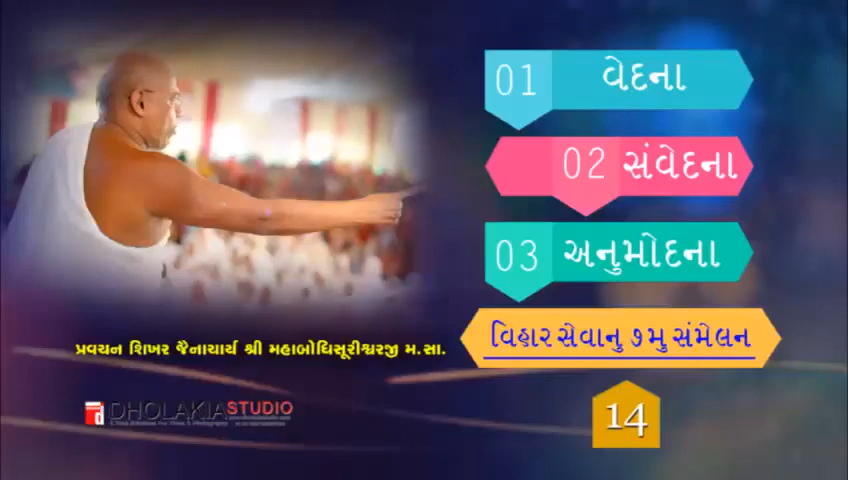 01 વેદના
02 સંવેદના
03 અનુમોદના
વિહાર સેવાનુ ૭મુ સંમેલન
14
પ્રવચન શિખર જૈનાચાર્ય શ્રી મહાબોધિસૂરીશ્વરજી મ.સા.
DHOLAKIA STUDIO